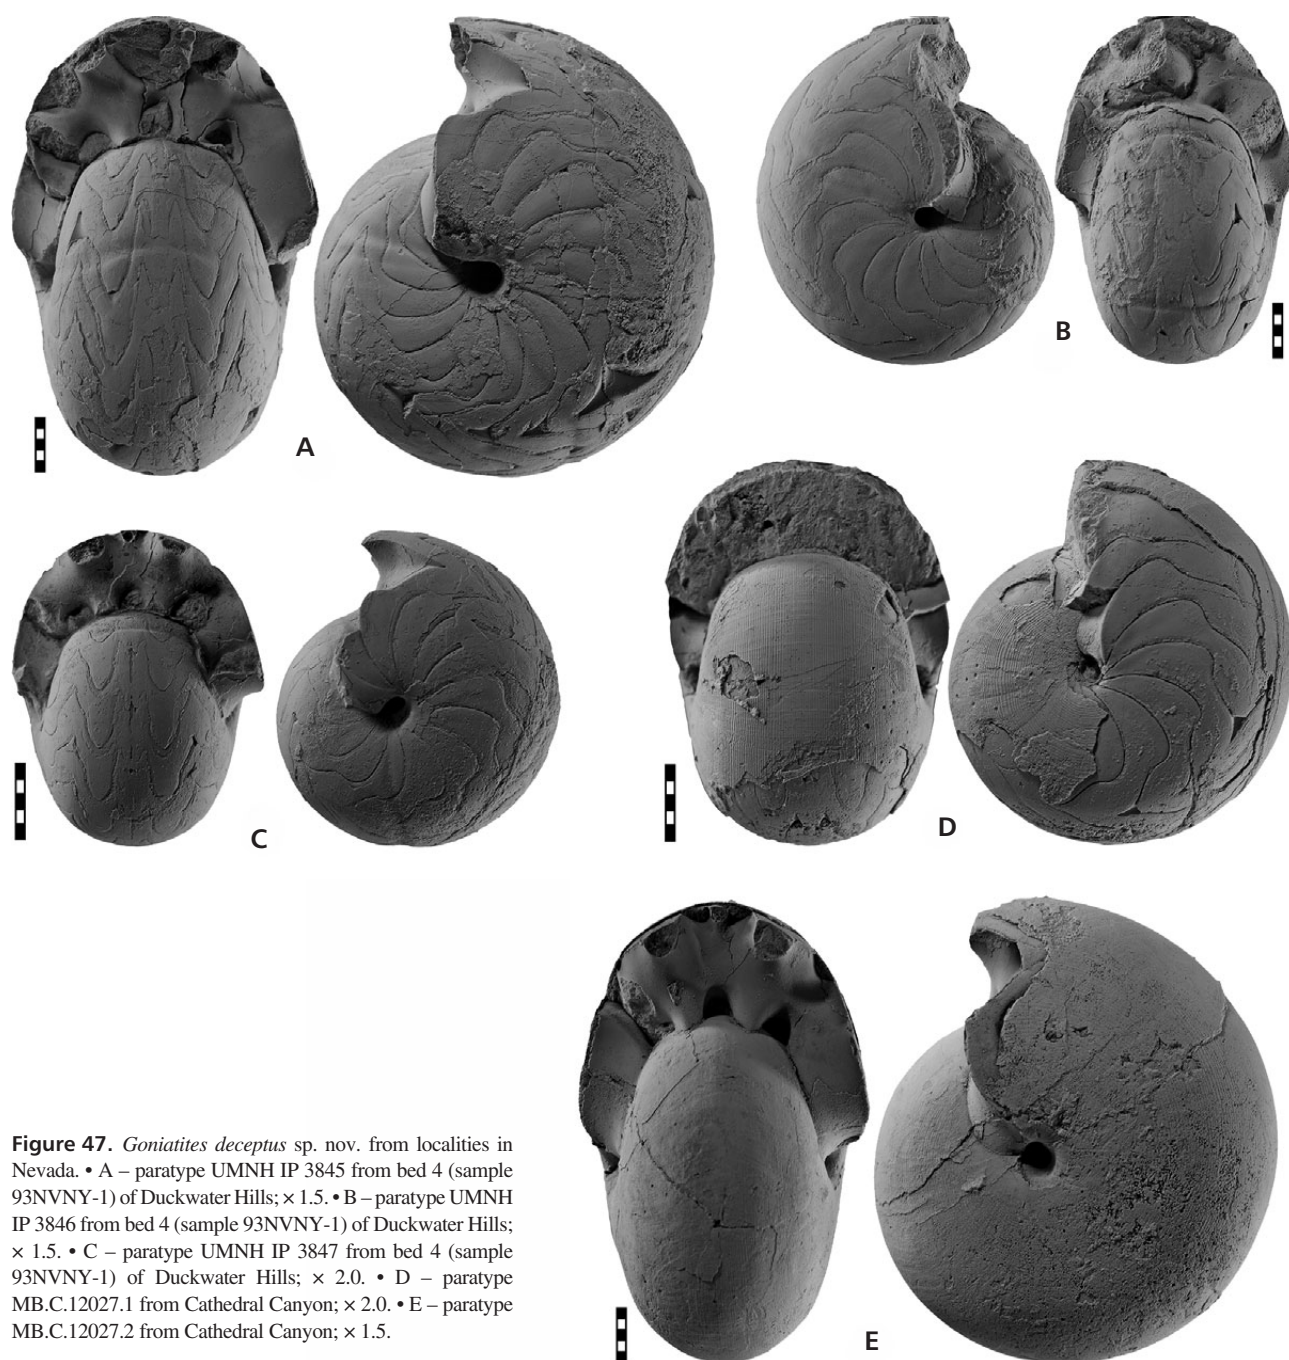 A
B
C
D
E
Figure 47. Goniatites deceptus sp. nov. from localities in
Nevada. • A – paratype UMNH IP 3845 from bed 4 (sample
93NVNY-1) of Duckwater Hills; × 1.5. • B – paratype UMNH
IP 3846 from bed 4 (sample 93NVNY-1) of Duckwater Hills;
× 1.5. • C – paratype UMNH IP 3847 from bed 4 (sample
93NVNY-1) of Duckwater Hills; × 2.0. • D – paratype
MB.C.12027.1 from Cathedral Canyon; × 2.0. • E – paratype
MB.C.12027.2 from Cathedral Canyon; × 1.5.